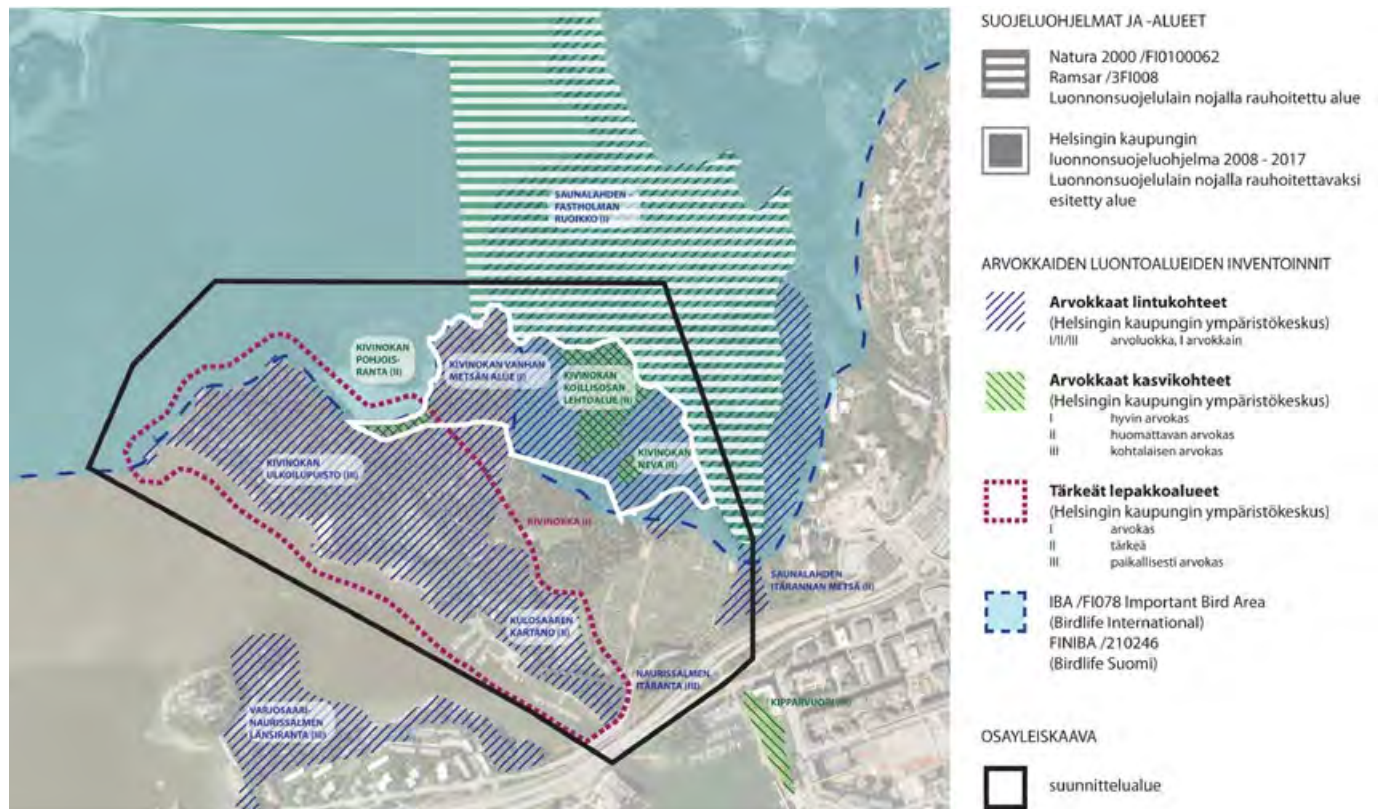 SAUNALAHDEN -
FASTHOLMAN
RUOIKKO (I)
KIVINOKAN
POHJOIS-
RANTA (II)
KIVINOKAN VANHAN
METSÄN ALUE (I)
KIVINOKAN
KOILLISOSAN
LEHTOALUE (II)
KIVINOKAN
NEVA (II)
KIVINOKAN
ULKOILUPUISTO (III)
KIVINOKKA (I)
SAUNALAHDEN
ITÄRANNAN METSÄ (II)
KULOSAAREN
KARTANO (II)
NAURISSALMEN
ITÄRANTA (III)
VARJOSAARI-
NAURISSALMEN
LÄNSIRANTA (III)
KIPPARVUORI (III)
SUOJELUOHJELMAT JA -ALUEET
Natura 2000 /FI0100062
Ramsar /3FI008
Luonnonsuojelulain nojalla rauhoitettu alue
Helsingin kaupungin
luonnonsuojeluohjelma 2008 - 2017
Luonnonsuojelulain nojalla rauhoitettavaksi
esitetty alue
ARVOKKAIDEN LUONTOALUEIDEN INVENTOINNIT
Arvokkaat lintukohteet
(Helsingin kaupungin ympäristökeskus)
I/II/III arvoluokka, I arvokkain
Arvokkaat kasvikohteet
(Helsingin kaupungin ympäristökeskus)
I hyvin arvokas
II huomattavan arvokas
III kohtalaisen arvokas
Tärkeät lepakkoalueet
(Helsingin kaupungin ympäristökeskus)
I arvokas
II tärkeä
III paikallisesti arvokas
IBA /FI078 Important Bird Area
(Birdlife International)
FINIBA /210246
(Birdlife Suomi)
OSAYLEISKAAVA
suunnittelualue